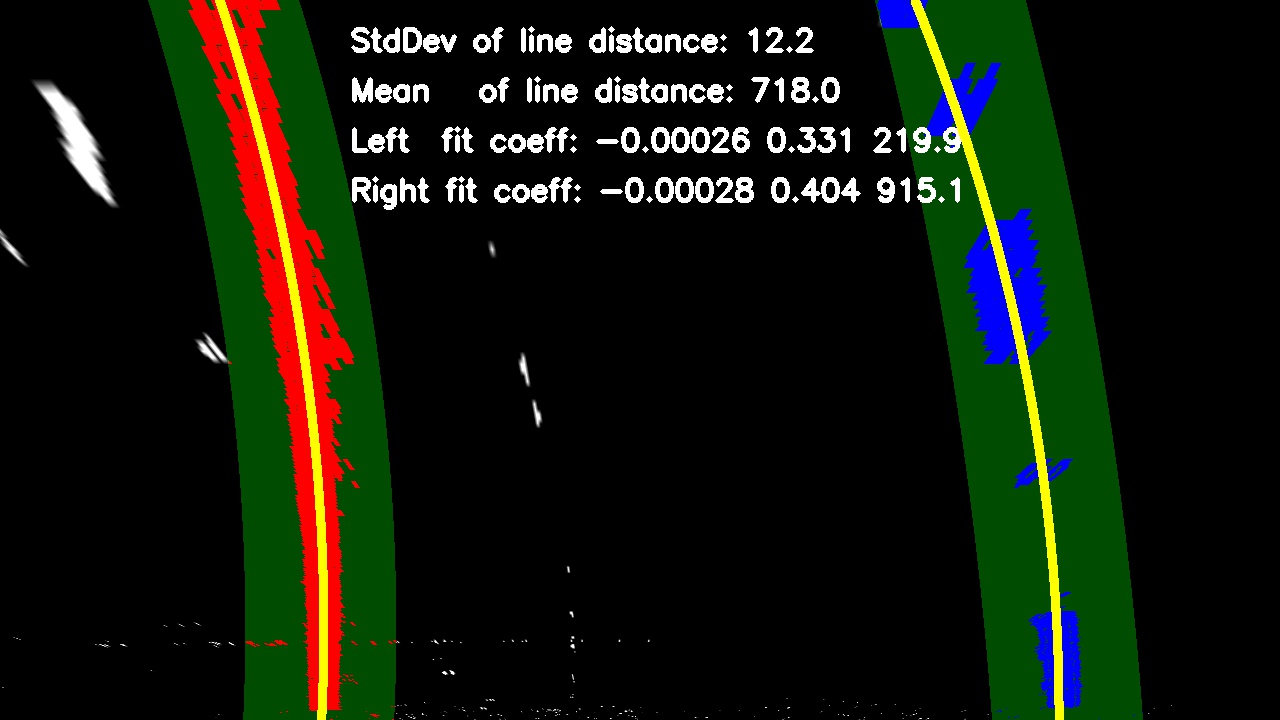 StdDev of line distance: 12.2
Mean of line distance: 718.0
Left fit coeff: -0.00026 0.331 219.9
Right fit coeff: -0.00028 0.404 915.1